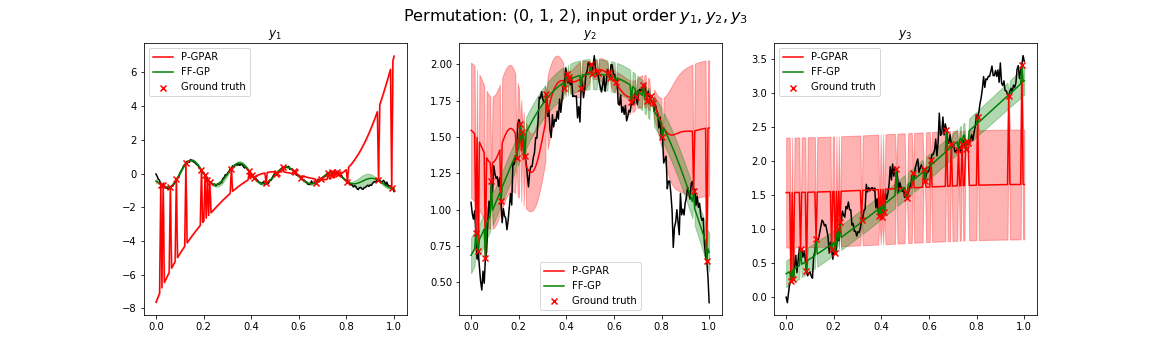 Permutation: (0, 1, 2), input order y₁, y₂, y₃
y₁
P-GPAR
FF-GP
Ground truth
6
4
2
0
−2
−4
−6
−8
0.0 0.2 0.4 0.6 0.8 1.0
y₂
2.00
1.75
1.50
1.25
1.00
0.75
0.50
P-GPAR
FF-GP
Ground truth
0.0 0.2 0.4 0.6 0.8 1.0
y₃
P-GPAR
FF-GP
Ground truth
3.5
3.0
2.5
2.0
1.5
1.0
0.5
0.0
0.0 0.2 0.4 0.6 0.8 1.0